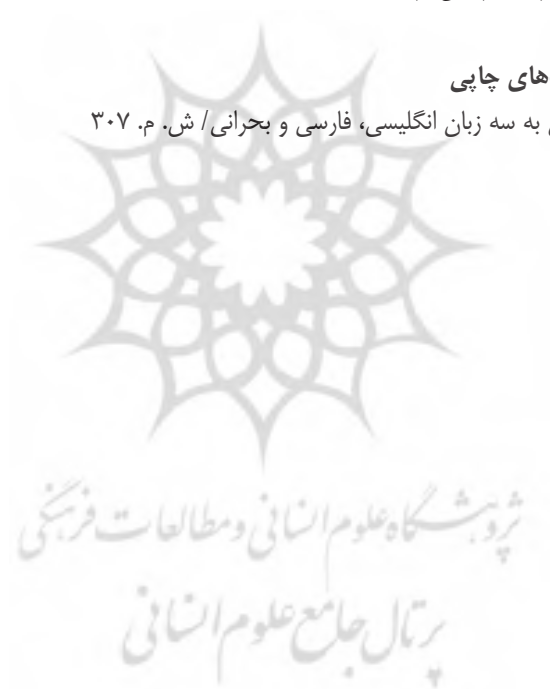 های چاپی
به سه زبان انگلیسی، فارسی و بحرانی/ ش. م. ۳۰۷
پژوهشگاه علوم انسانی و مطالعات فرهنگی
پرتال جامع علوم انسانی